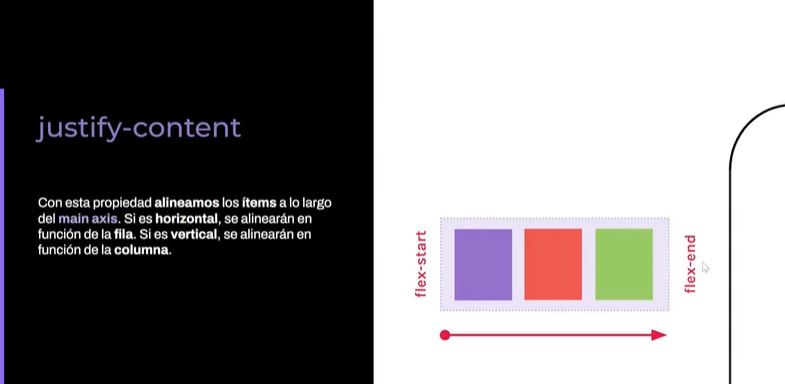 justify-content
Con esta propiedad alineamos los ítems a lo largo
del main axis. Si es horizontal, se alinearán en
función de la fila. Si es vertical, se alinearán en
función de la columna.
flex-start
flex-end